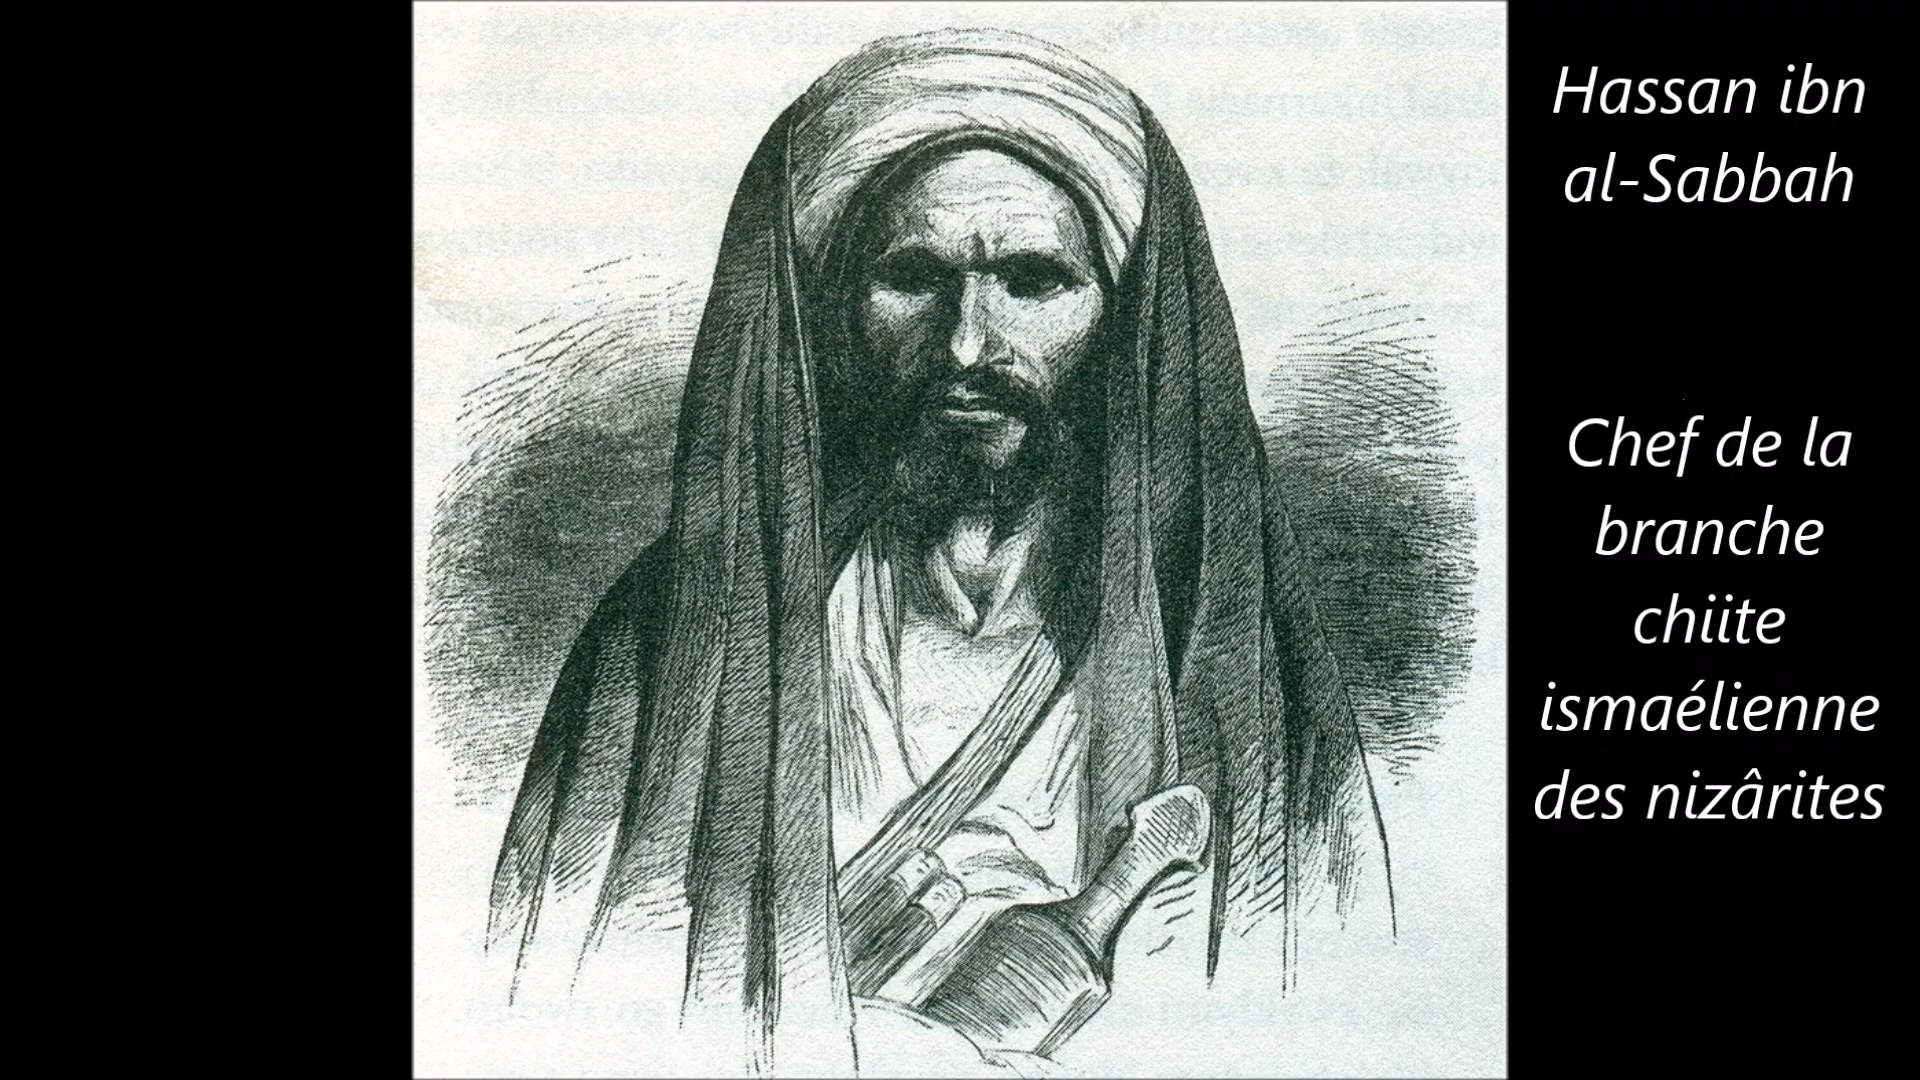 Hassan ibn
al-Sabbah
Chef de la
branche
chiite
ismaélienne
des nizârites